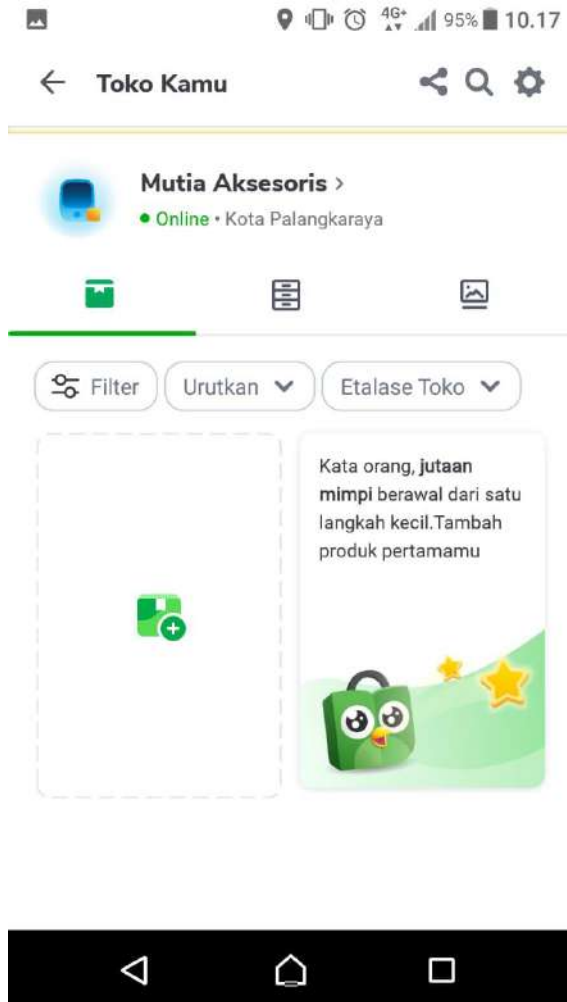 4G+ 95% 10.17
Toko Kamu
Mutia Aksesoris >
• Online • Kota Palangkaraya
Filter
Urutkan
Etalase Toko
Kata orang, jutaan
mimpi berawal dari satu
langkah kecil.Tambah
produk pertamamu